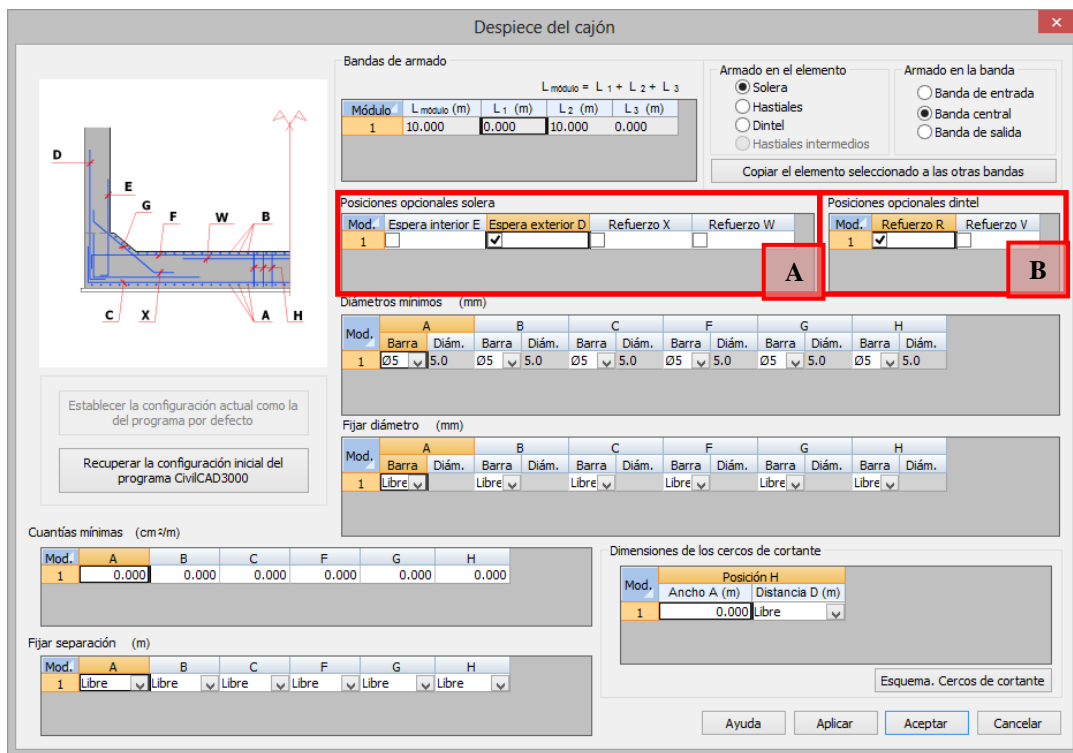 Despiece del cajón
Bandas de armado
L módulo = L 1 + L 2 + L 3
Módulo L módulo (m) L 1 (m) L 2 (m) L 3 (m)
1 10.000 0.000 10.000 0.000
Armado en el elemento
Solera
Hastiales
Dintel
Hastiales intermedios
Armado en la banda
Banda de entrada
Banda central
Banda de salida
Copiar el elemento seleccionado a las otras bandas
D
E
G
F
W
B
C
X
A
H
Posiciones opcionales solera
Mod. Espera interior E Espera exterior D Refuerzo X Refuerzo W
1
A
Posiciones opcionales dintel
Mod. Refuerzo R Refuerzo V
1
B
Diámetros mínimos (mm)
Mod. A B C F G H
Barra Diám. Barra Diám. Barra Diám. Barra Diám. Barra Diám. Barra Diám.
1 Ø5 5.0 Ø5 5.0 Ø5 5.0 Ø5 5.0 Ø5 5.0 Ø5 5.0
Establecer la configuración actual como la
del programa por defecto
Recuperar la configuración inicial del
programa CivilCAD3000
Fijar diámetro (mm)
Mod. A B C F G H
Barra Diám. Barra Diám. Barra Diám. Barra Diám. Barra Diám. Barra Diám.
1 Libre Libre Libre Libre Libre Libre
Cuantías mínimas (cm²/m)
Mod. A B C F G H
1 0.000 0.000 0.000 0.000 0.000 0.000
Fijar separación (m)
Mod. A B C F G H
1 Libre Libre Libre Libre Libre Libre
Dimensiones de los cercos de cortante
Mod. Posición H
Ancho A (m) Distancia D (m)
1 0.000 Libre
Esquema. Cercos de cortante
Ayuda Aplicar Aceptar Cancelar